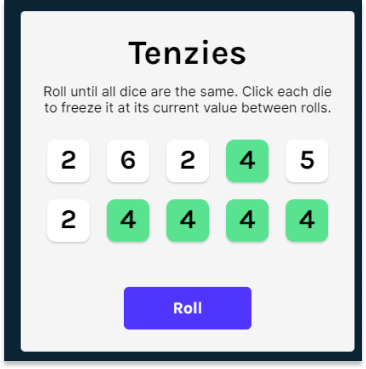 Tenzies
Roll until all dice are the same. Click each die
to freeze it at its current value between rolls.
2 6 2 4 5
2 4 4 4 4
Roll